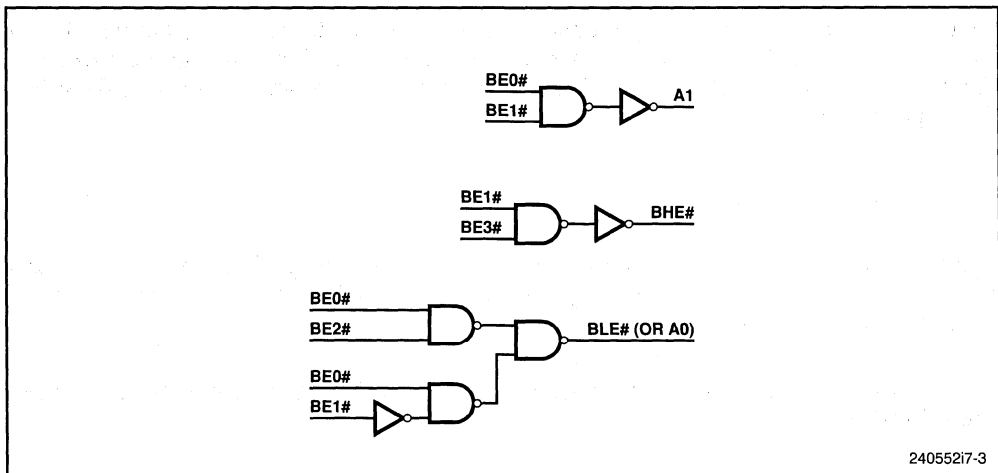 BE0#
A1
BE1#
BE1#
BHE#
BE3#
BE0#
BLE# (OR A0)
BE2#
BE0#
BE1#
240552i7-3